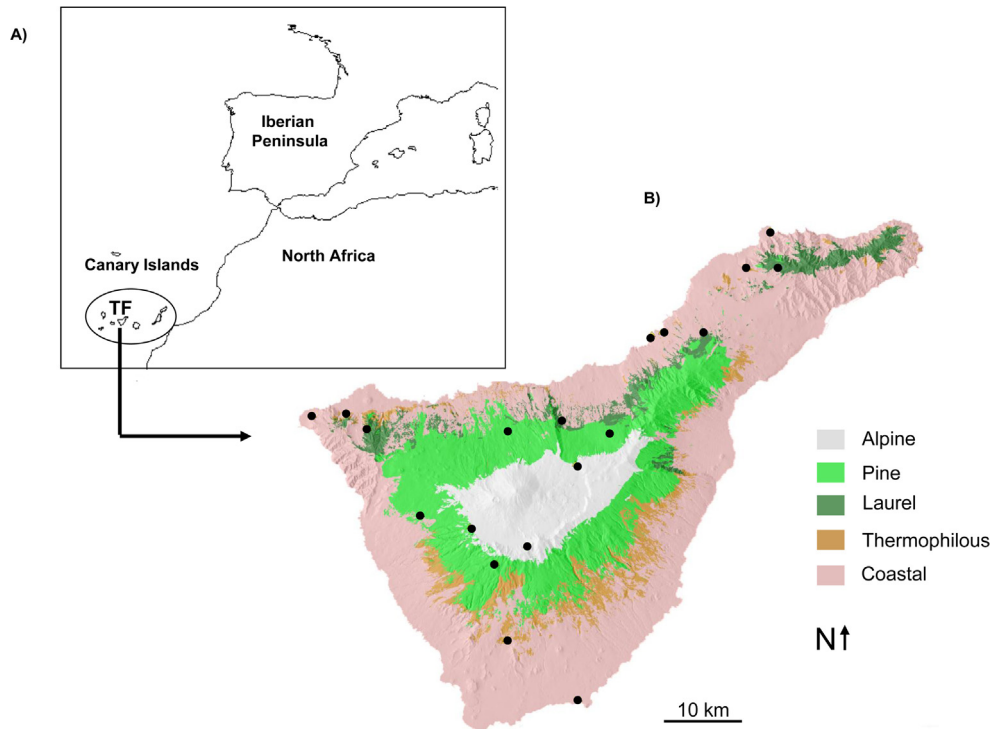 A)
Iberian
Peninsula
North Africa
Canary Islands
TF
B)
Alpine
Pine
Laurel
Thermophilous
Coastal
N↑
10 km